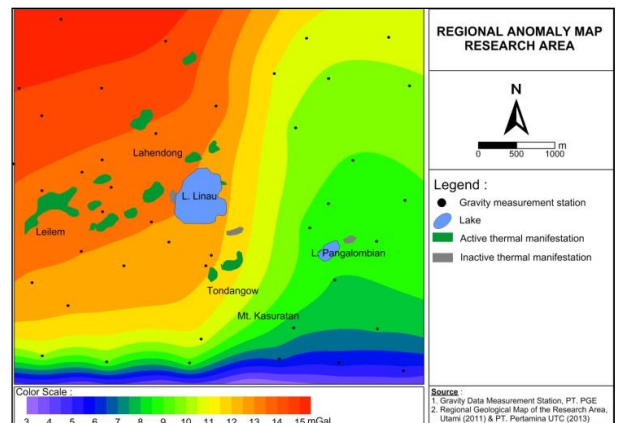 REGIONAL ANOMALY MAP
RESEARCH AREA
N
0 500 1000 m
Legend :
Gravity measurement station
Lake
Active thermal manifestation
Inactive thermal manifestation
Lahendong
L. Linau
Leilem
L. Pangalombian
Tondangow
Mt. Kasuratan
Color Scale :
3 4 5 6 7 8 9 10 11 12 13 14 15 mGal
Source :
1. Gravity Data Measurement Station, PT. PGE
2. Regional Geological Map of the Research Area,
Utami (2011) & PT. Pertamina UTC (2013)